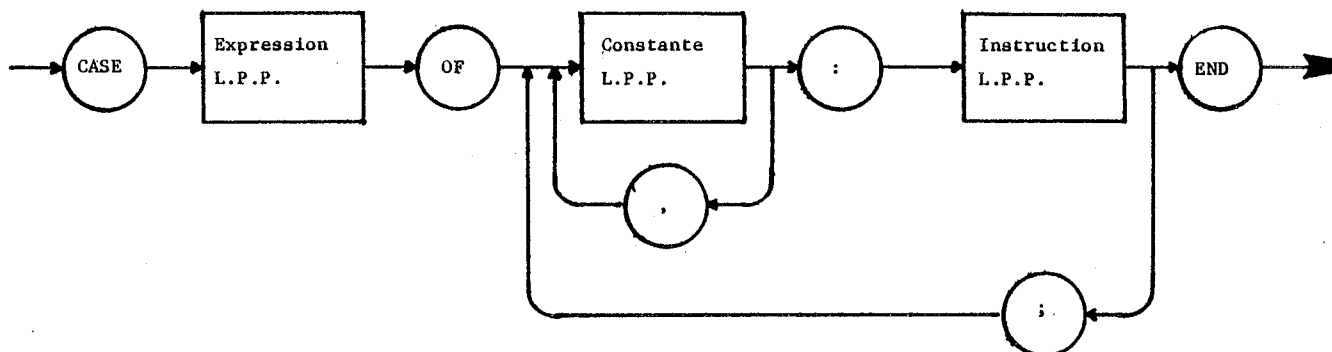 CASE
Expression
L.P.P.
OF
Constante
L.P.P.
:
Instruction
L.P.P.
END
,
;